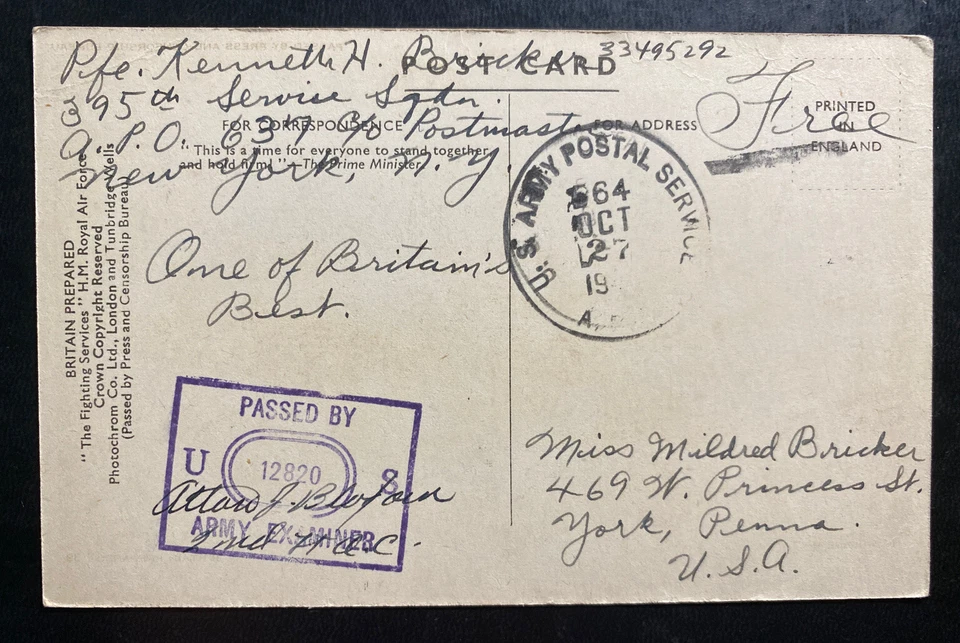 Pfc. Kenneth H. Bricker 33495292
95th Service Sqdn.
A. P. O. 637 c/o Postmaster
New York, N. Y.
Free
POST CARD
FOR CORRESPONDENCE
FOR ADDRESS
"This is a time for everyone to stand together
and hold firm!"—The Prime Minister.
PRINTED
IN
ENGLAND
U. S. ARMY POSTAL SERVICE
564
OCT
27
19
A.P.
One of Britain's
Best.
BRITAIN PREPARED
"The Fighting Services" H.M. Royal Air Force
Crown Copyright Reserved
Photochrom Co. Ltd., London and Tunbridge Wells
(Passed by Press and Censorship Bureau)
PASSED BY
U 12820 S
ARMY EXAMINER
Miss Mildred Bricker
469 W. Princess St.
York, Penna.
U.S.A.